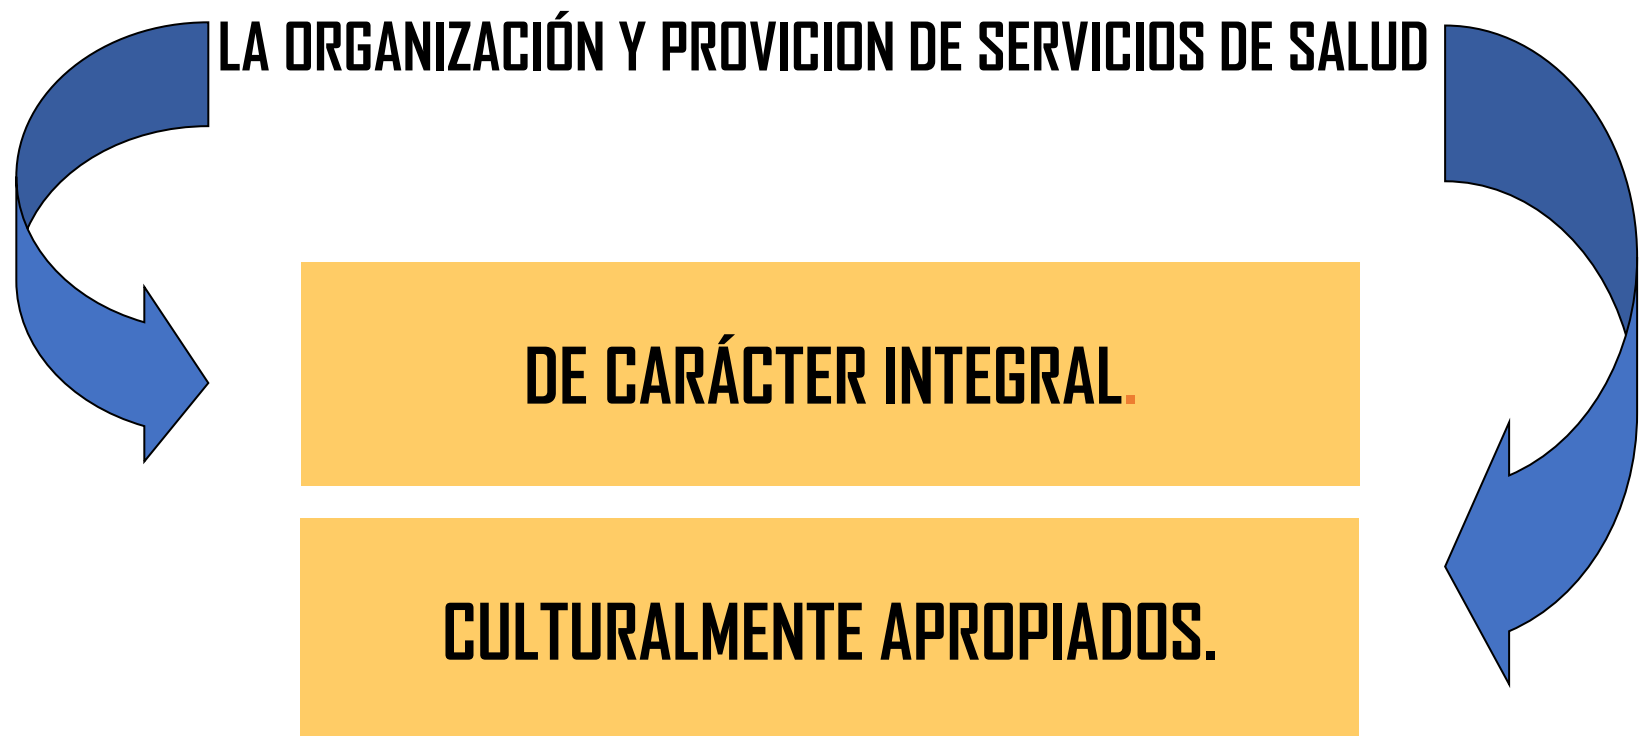 LA ORGANIZACIÓN Y PROVICION DE SERVICIOS DE SALUD
DE CARÁCTER INTEGRAL.
CULTURALMENTE APROPIADOS.